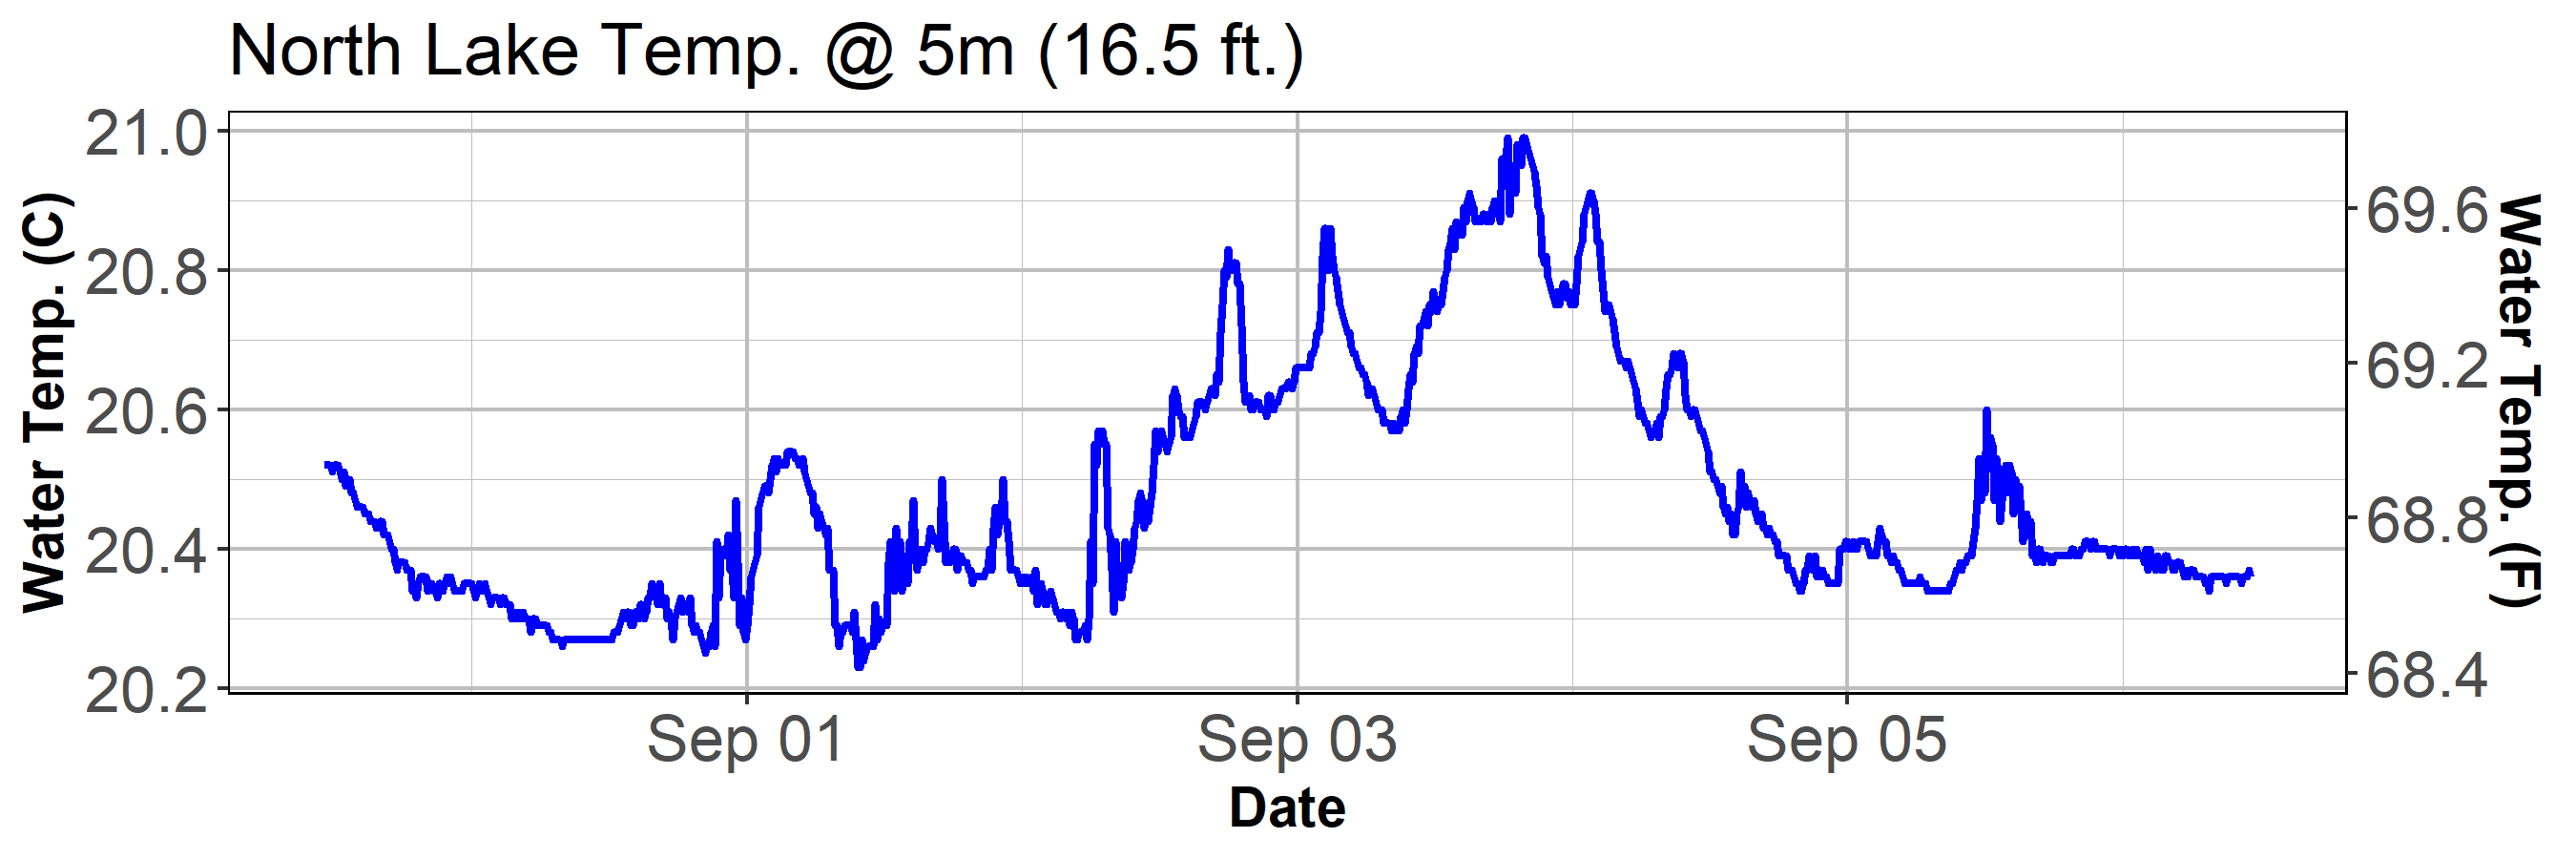 North Lake Temp. @ 5m (16.5 ft.)
Water Temp. (C)
21.0
20.8
20.6
20.4
20.2
69.6
69.2
68.8
68.4
Water Temp. (F)
Sep 01 Sep 03 Sep 05
Date